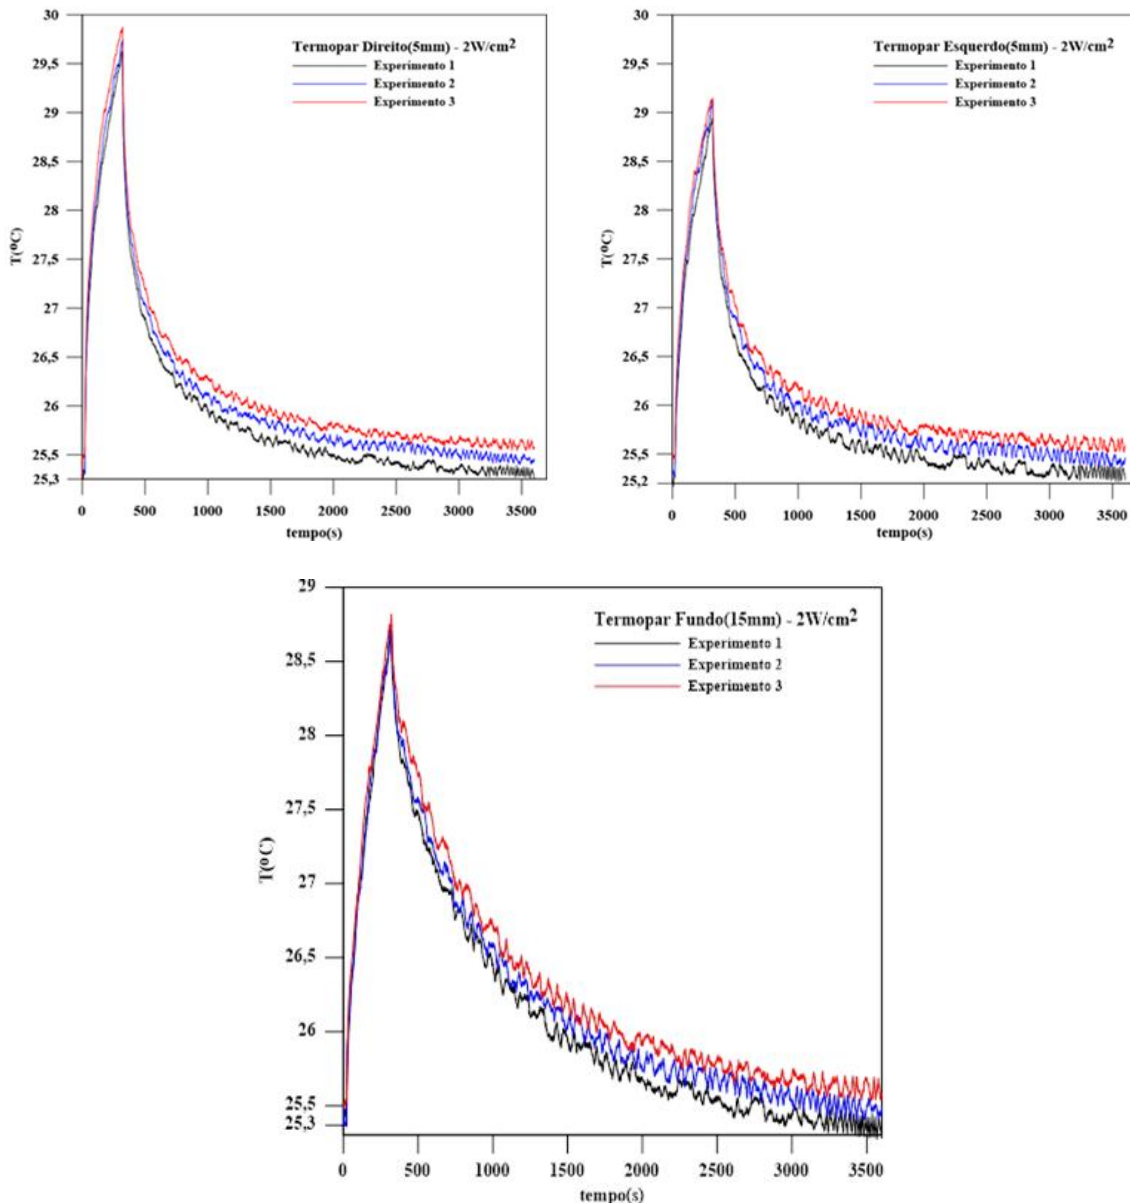 Termopar Direito(5mm) - 2W/cm²
Experimento 1
Experimento 2
Experimento 3
T(ºC)
30
29,5
29
28,5
28
27,5
27
26,5
26
25,5
25,3
0 500 1000 1500 2000 2500 3000 3500
tempo(s)
Termopar Esquerdo(5mm) - 2W/cm²
Experimento 1
Experimento 2
Experimento 3
T(ºC)
30
29,5
29
28,5
28
27,5
27
26,5
26
25,5
25,2
0 500 1000 1500 2000 2500 3000 3500
tempo(s)
Termopar Fundo(15mm) - 2W/cm²
Experimento 1
Experimento 2
Experimento 3
T(ºC)
29
28,5
28
27,5
27
26,5
26
25,5
25,3
0 500 1000 1500 2000 2500 3000 3500
tempo(s)